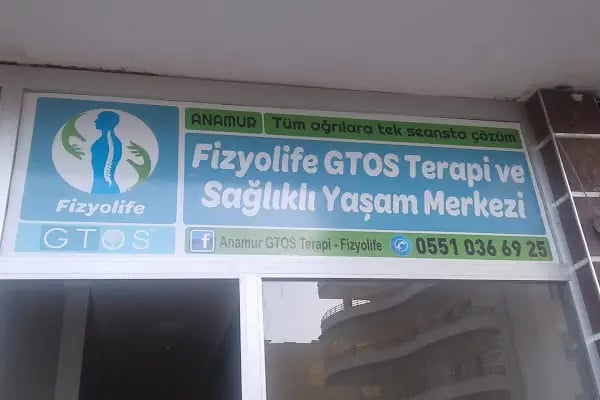 ANAMUR Tüm ağrılara tek seansta çözüm
Fizyolife GTOS Terapi ve
Sağlıklı Yaşam Merkezi
Fizyolife
GTOS
Anamur GTOS Terapi - Fizyolife 0551 036 69 25